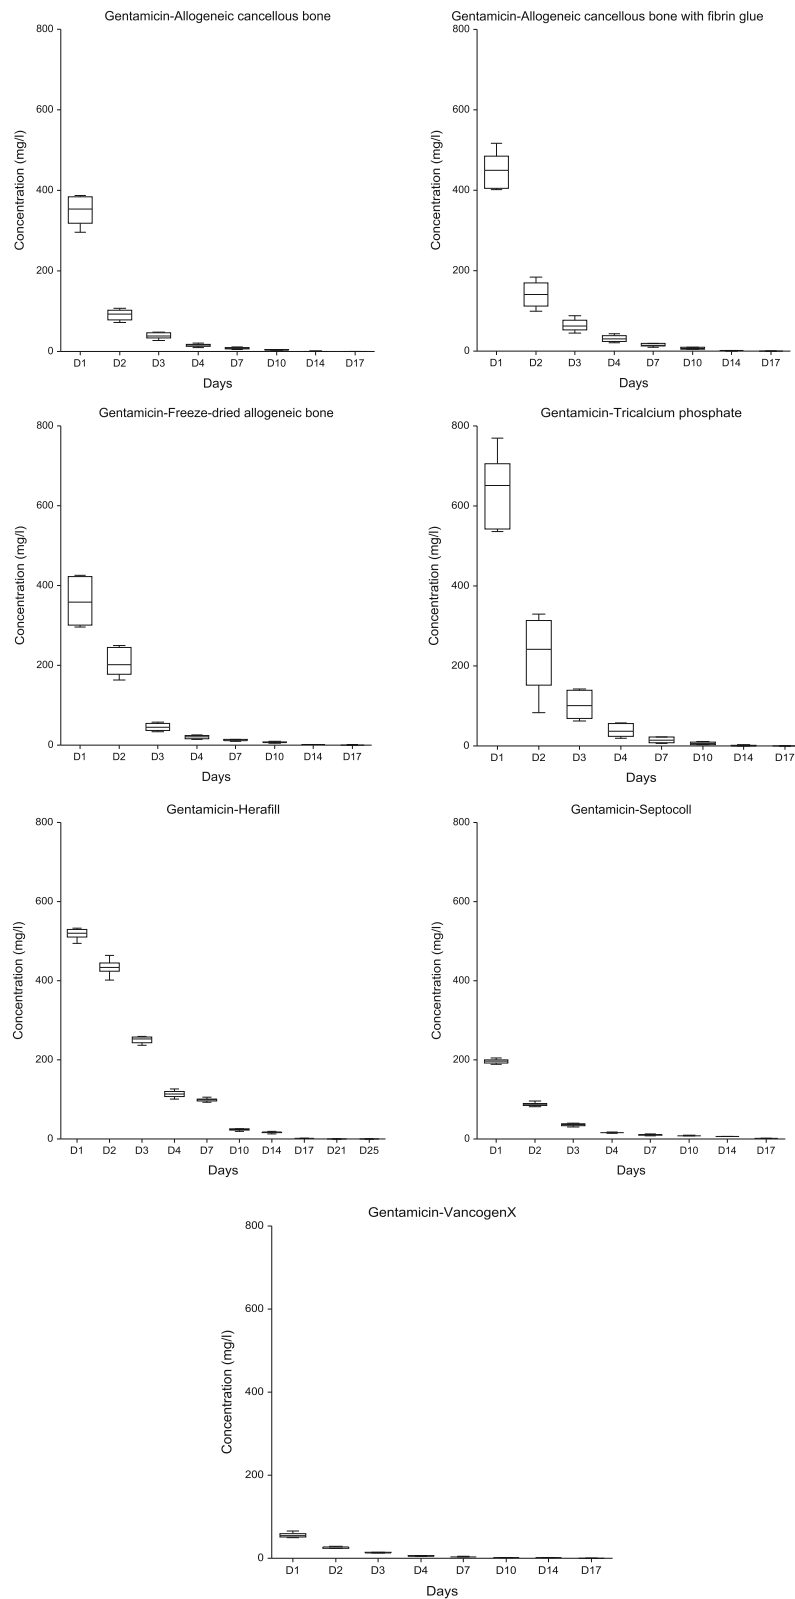 Gentamicin-Allogeneic cancellous bone
800
600
400
200
0
Concentration (mg/l)
D1 D2 D3 D4 D7 D10 D14 D17
Days
Gentamicin-Allogeneic cancellous bone with fibrin glue
800
600
400
200
0
Concentration (mg/l)
D1 D2 D3 D4 D7 D10 D14 D17
Days
Gentamicin-Freeze-dried allogeneic bone
800
600
400
200
0
Concentration (mg/l)
D1 D2 D3 D4 D7 D10 D14 D17
Days
Gentamicin-Tricalcium phosphate
800
600
400
200
0
Concentration (mg/l)
D1 D2 D3 D4 D7 D10 D14 D17
Days
Gentamicin-Herafill
800
600
400
200
0
Concentration (mg/l)
D1 D2 D3 D4 D7 D10 D14 D17 D21 D25
Days
Gentamicin-Septocoll
800
600
400
200
0
Concentration (mg/l)
D1 D2 D3 D4 D7 D10 D14 D17
Days
Gentamicin-VancogenX
800
600
400
200
0
Concentration (mg/l)
D1 D2 D3 D4 D7 D10 D14 D17
Days